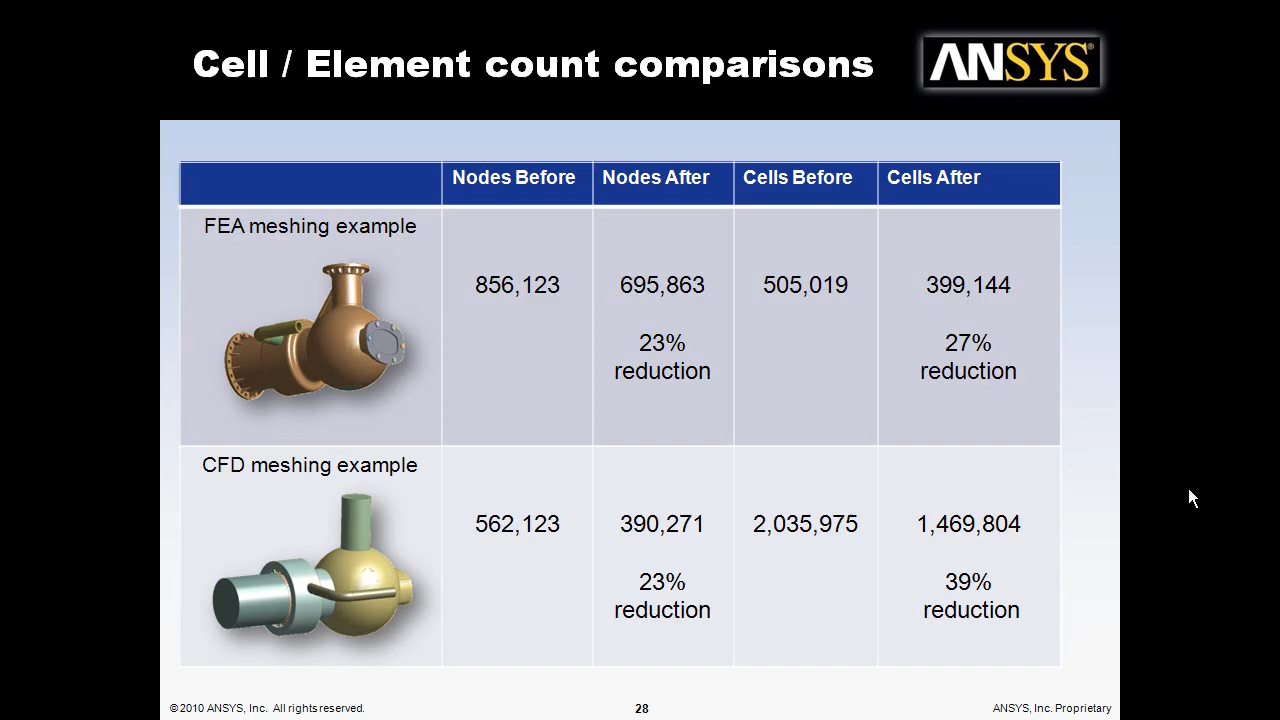 Cell / Element count comparisons
ANSYS®
Nodes Before Nodes After Cells Before Cells After
FEA meshing example
856,123 695,863 505,019 399,144
23% 27%
reduction reduction
CFD meshing example
562,123 390,271 2,035,975 1,469,804
23% 39%
reduction reduction
© 2010 ANSYS, Inc. All rights reserved. 28 ANSYS, Inc. Proprietary